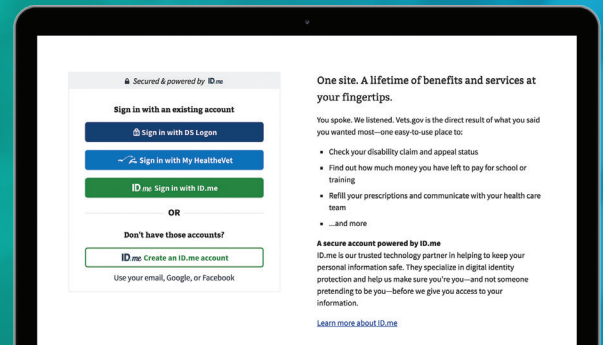 Secured & powered by ID.me
Sign in with an existing account
Sign in with DS Logon
Sign in with My HealtheVet
ID.me Sign in with ID.me
OR
Don't have those accounts?
ID.me Create an ID.me account
Use your email, Google, or Facebook
One site. A lifetime of benefits and services at
your fingertips.
You spoke. We listened. Vets.gov is the direct result of what you said
you wanted most—one easy-to-use place to:
• Check your disability claim and appeal status
• Find out how much money you have left to pay for school or
training
• Refill your prescriptions and communicate with your health care
team
• ...and more
A secure account powered by ID.me
ID.me is our trusted technology partner in helping to keep your
personal information safe. They specialize in digital identity
protection and help us make sure you're you—and not someone
pretending to be you—before we give you access to your
information.
Learn more about ID.me